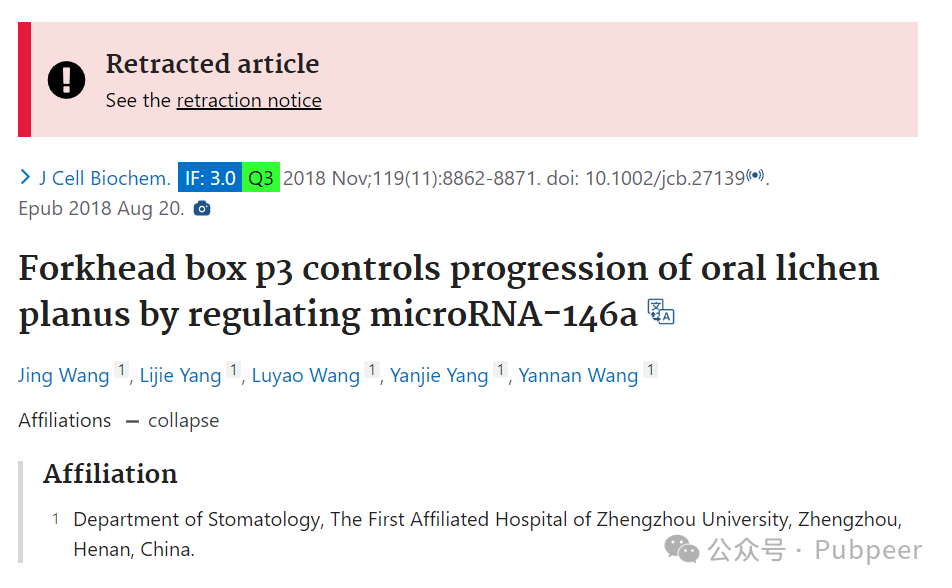 Retracted article
See the retraction notice
J Cell Biochem. IF: 3.0 Q3 2018 Nov;119(11):8862-8871. doi: 10.1002/jcb.27139.
Epub 2018 Aug 20.
Forkhead box p3 controls progression of oral lichen
planus by regulating microRNA-146a
Jing Wang 1, Lijie Yang 1, Luyao Wang 1, Yanjie Yang 1, Yannan Wang 1
Affiliations — collapse
Affiliation
1 Department of Stomatology, The First Affiliated Hospital of Zhengzhou University, Zhengzhou,
Henan, China.
公众号 · Pubpeer